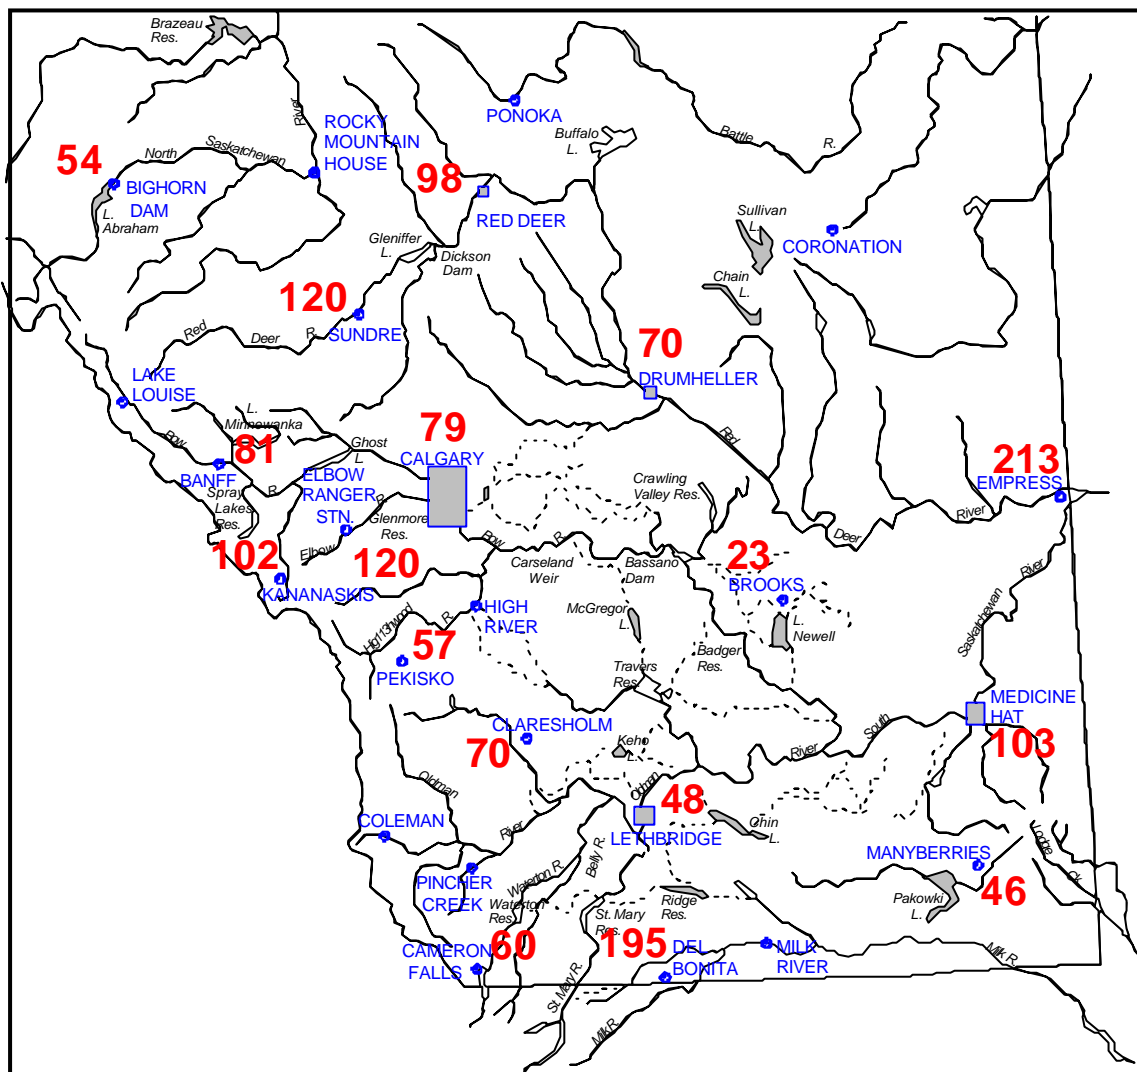 Brazeau
Res.
River
ROCKY
MOUNTAIN
HOUSE
PONOKA
Buffalo
L.
Battle
R.
54
North
Saskatchewan
BIGHORN
DAM
L.
Abraham
98
RED DEER
Gleniffer
L.
Dickson
Dam
Sullivan
L.
CORONATION
Chain
L.
120
SUNDRE
Red
Deer
R.
70
DRUMHELLER
LAKE
LOUISE
L.
Minnewanka
Bow
81
BANFF
Ghost
L.
79
CALGARY
Red
Spray
Lakes
Res.
ELBOW
RANGER
STN.
R.
Glenmore
Res.
Elbow
Crawling
Valley Res.
213
EMPRESS
River
Deer
102
KANANASKIS
120
Bow
R.
Carseland
Weir
Bassano
Dam
23
BROOKS
L.
Newell
River
Saskatchewan
HIGH
RIVER
R.
McGregor
L.
57
PEKISKO
Badger
Res.
Travers
Res.
MEDICINE
HAT
103
CLARESHOLM
70
Keho
L.
South
River
Oldman
Oldman
48
LETHBRIDGE
Chin
L.
COLEMAN
River
Belly R.
Waterton R.
PINCHER
CREEK
Waterton
Res.
MANYBERRIES
46
Lodge
Ck.
Pakowki
L.
Ridge
Res.
St. Mary
Res.
CAMERON
FALLS
60
195
DEL
BONITA
MILK
RIVER
Milk R.
St. Mary R.
Milk R.